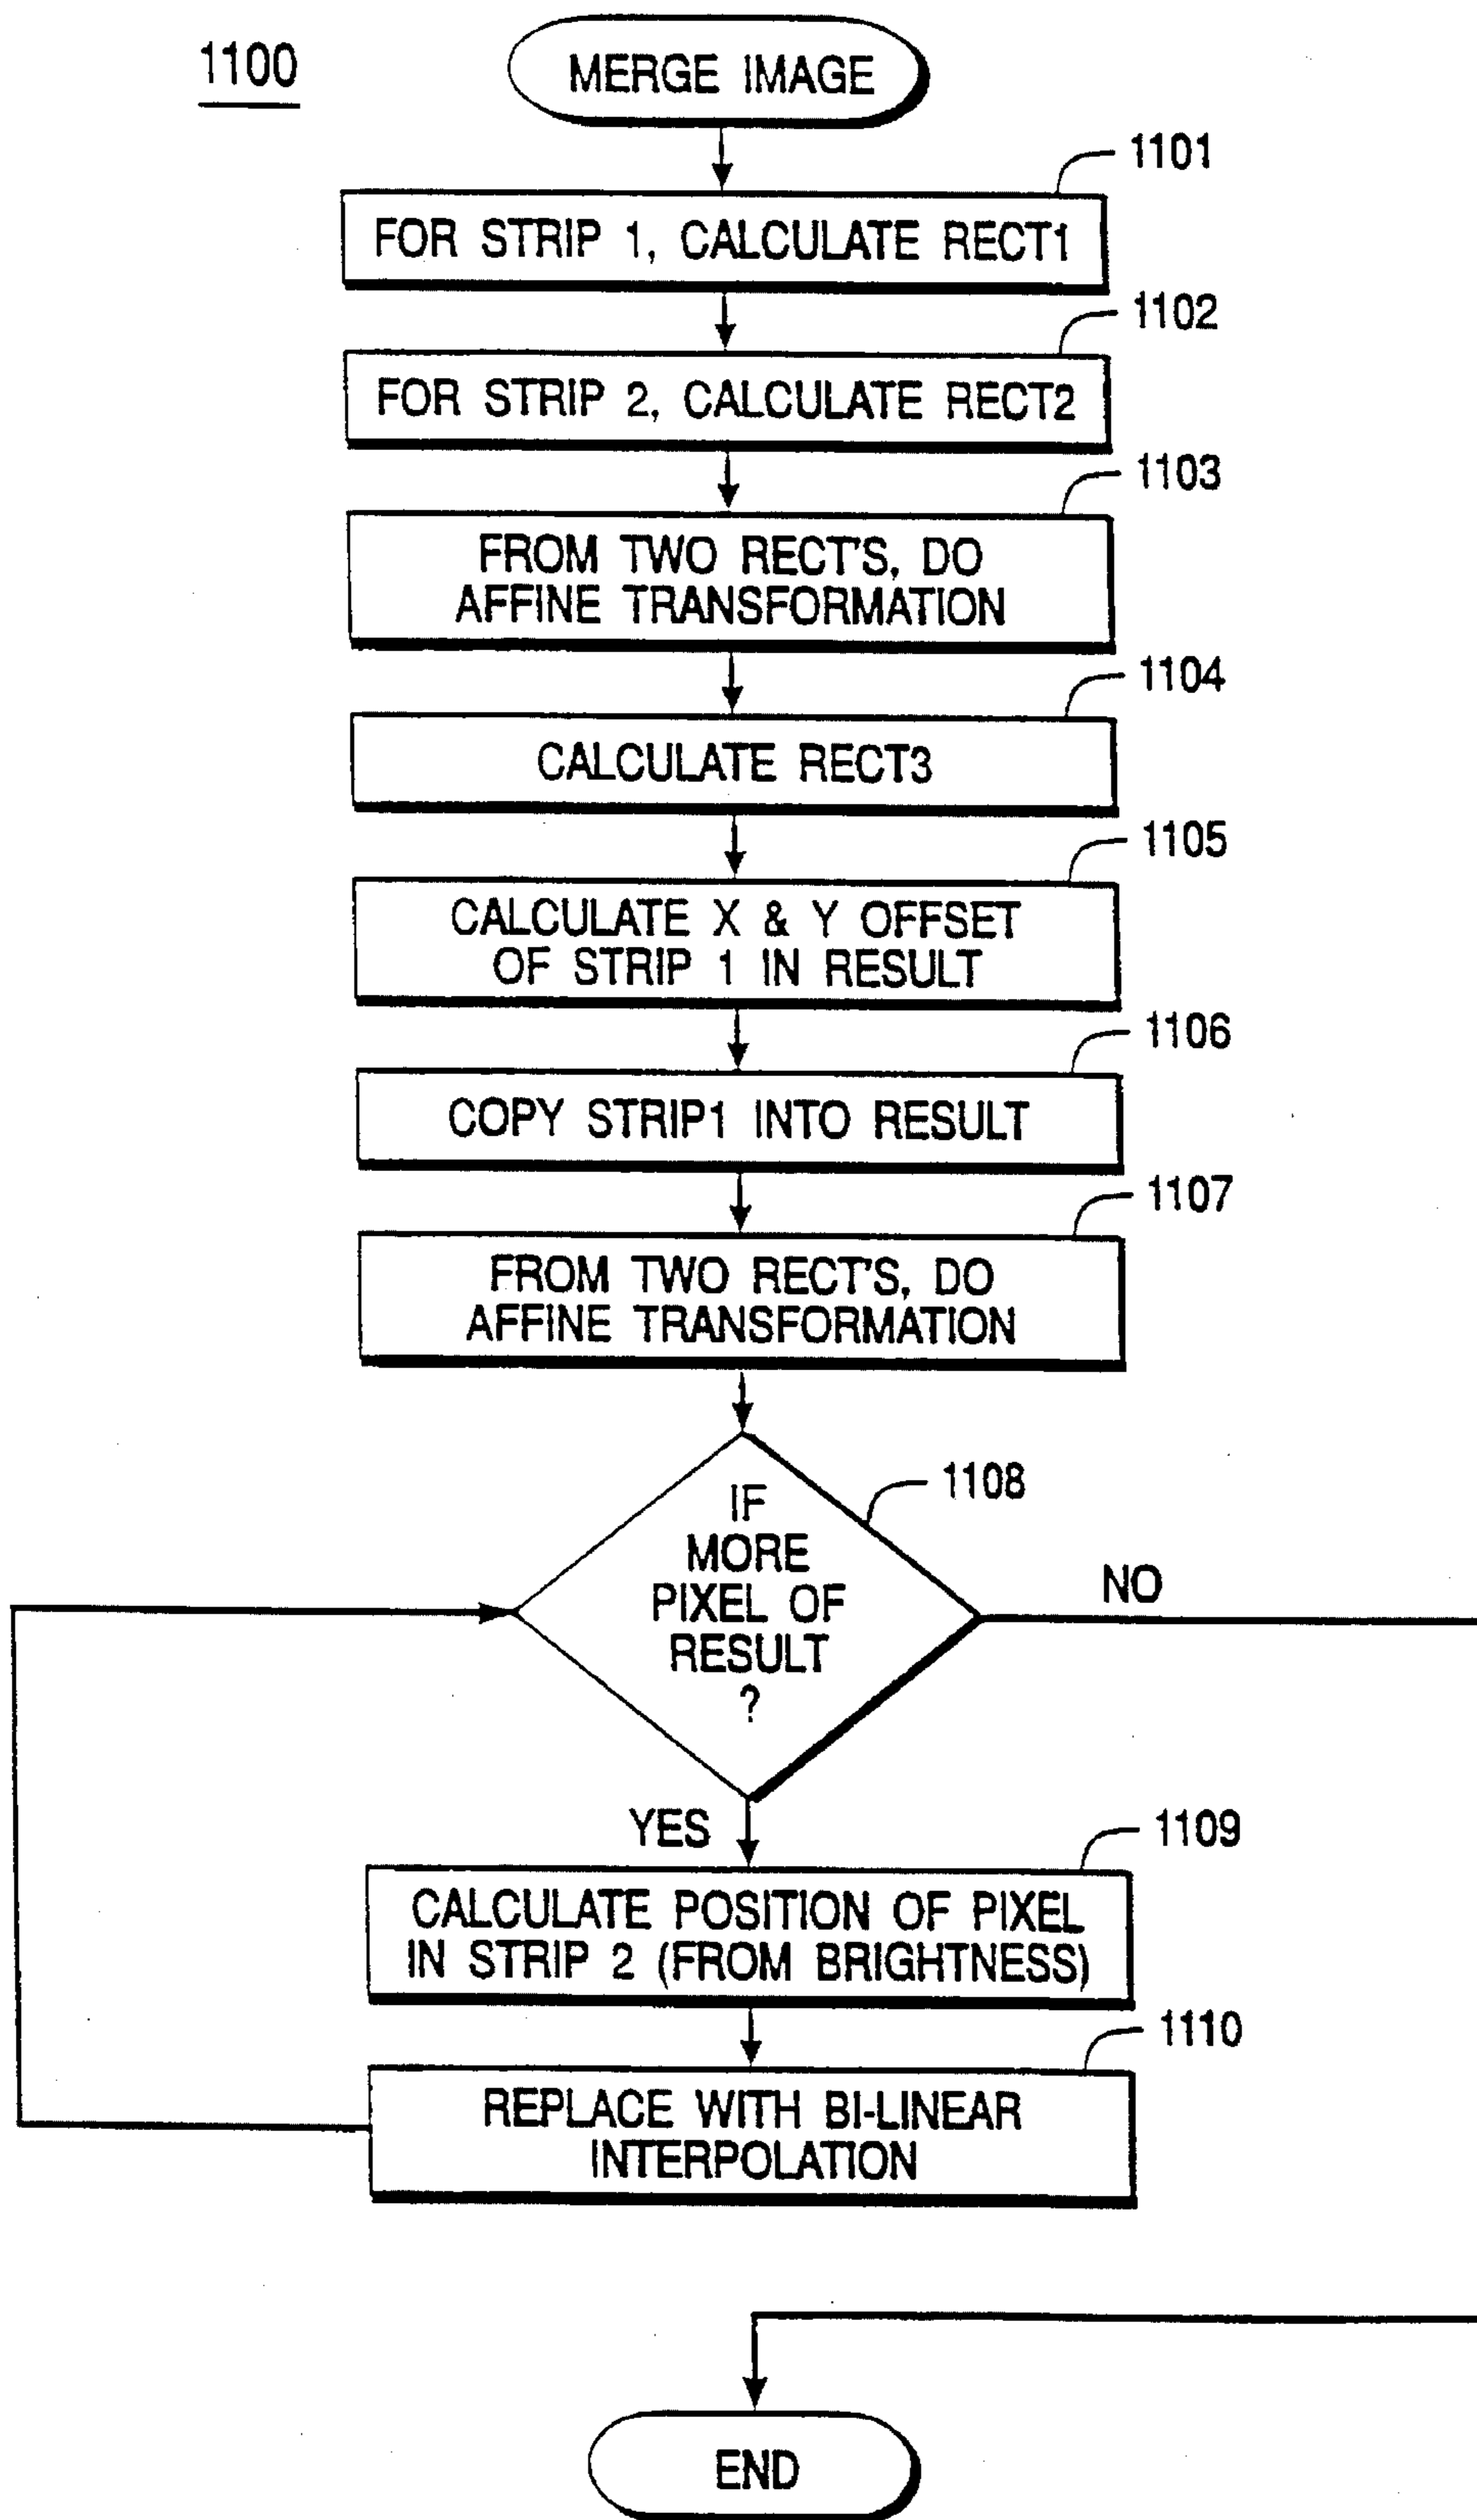 1100
MERGE IMAGE
1101
FOR STRIP 1, CALCULATE RECT1
1102
FOR STRIP 2, CALCULATE RECT2
1103
FROM TWO RECT'S, DO
AFFINE TRANSFORMATION
1104
CALCULATE RECT3
1105
CALCULATE X & Y OFFSET
OF STRIP 1 IN RESULT
1106
COPY STRIP1 INTO RESULT
1107
FROM TWO RECT'S, DO
AFFINE TRANSFORMATION
1108
IF
MORE
PIXEL OF
RESULT
?
NO
YES
1109
CALCULATE POSITION OF PIXEL
IN STRIP 2 (FROM BRIGHTNESS)
1110
REPLACE WITH BI-LINEAR
INTERPOLATION
END